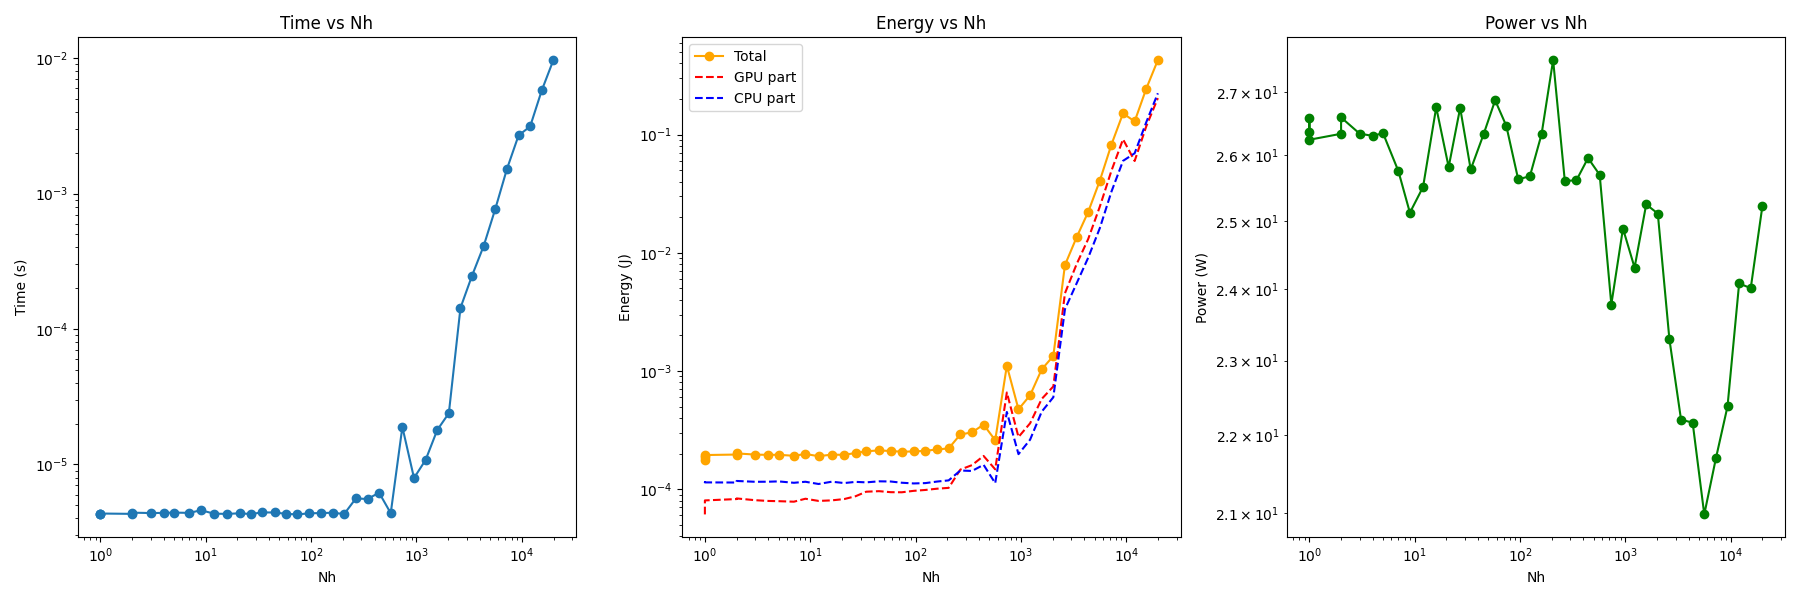 Time vs Nh
Time (s)
10⁻²
10⁻³
10⁻⁴
10⁻⁵
10⁰
10¹
10²
10³
10⁴
Nh
Energy vs Nh
Total
GPU part
CPU part
Energy (J)
10⁻¹
10⁻²
10⁻³
10⁻⁴
10⁰
10¹
10²
10³
10⁴
Nh
Power vs Nh
Power (W)
2.7 × 10¹
2.6 × 10¹
2.5 × 10¹
2.4 × 10¹
2.3 × 10¹
2.2 × 10¹
2.1 × 10¹
10⁰
10¹
10²
10³
10⁴
Nh